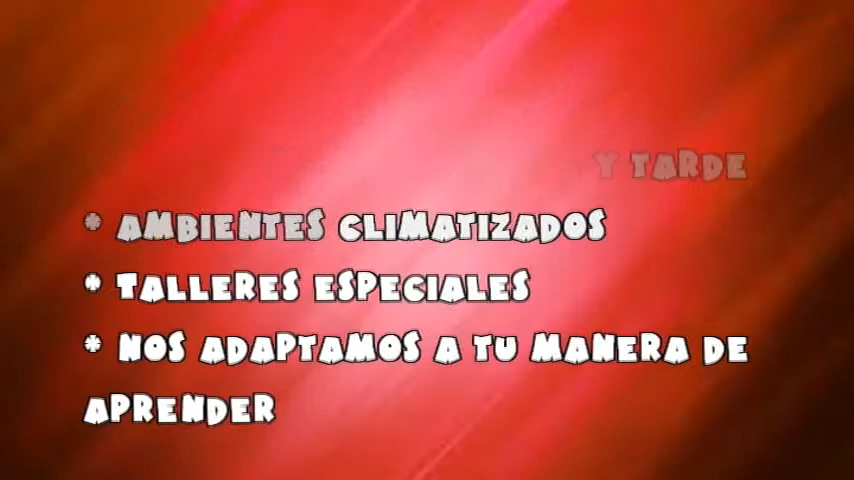 Y TARDE
* AMBIENTES CLIMATIZADOS
* TALLERES ESPECIALES
* NOS ADAPTAMOS A TU MANERA DE
APRENDER